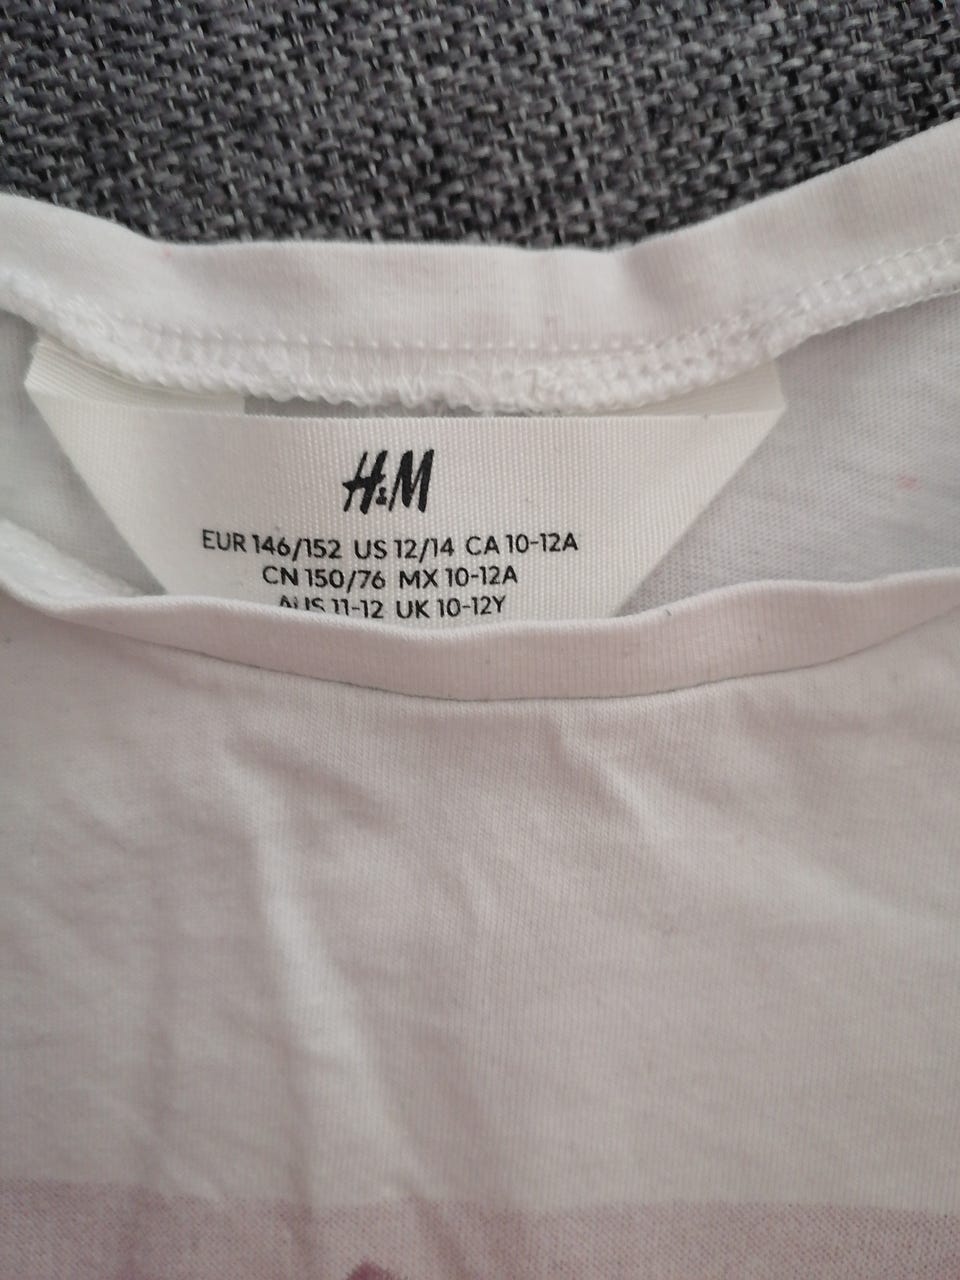 H&M
EUR 146/152 US 12/14 CA 10-12A
CN 150/76 MX 10-12A
AUS 11-12 UK 10-12Y